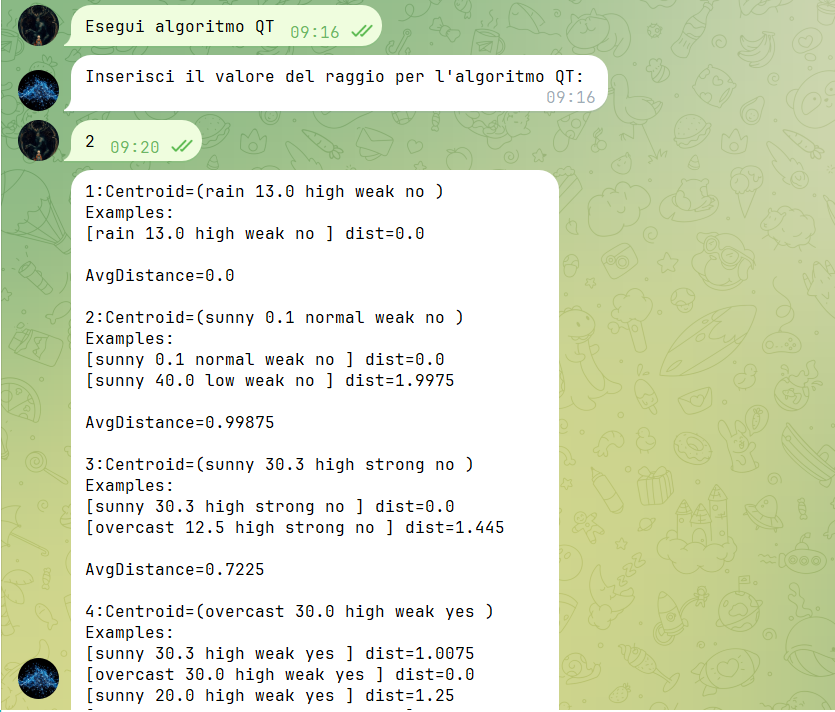 Esegui algoritmo QT 09:16
Inserisci il valore del raggio per l'algoritmo QT:
09:16
2 09:20
1:Centroid=(rain 13.0 high weak no )
Examples:
[rain 13.0 high weak no ] dist=0.0
AvgDistance=0.0
2:Centroid=(sunny 0.1 normal weak no )
Examples:
[sunny 0.1 normal weak no ] dist=0.0
[sunny 40.0 low weak no ] dist=1.9975
AvgDistance=0.99875
3:Centroid=(sunny 30.3 high strong no )
Examples:
[sunny 30.3 high strong no ] dist=0.0
[overcast 12.5 high strong no ] dist=1.445
AvgDistance=0.7225
4:Centroid=(overcast 30.0 high weak yes )
Examples:
[sunny 30.3 high weak yes ] dist=1.0075
[overcast 30.0 high weak yes ] dist=0.0
[sunny 20.0 high weak yes ] dist=1.25